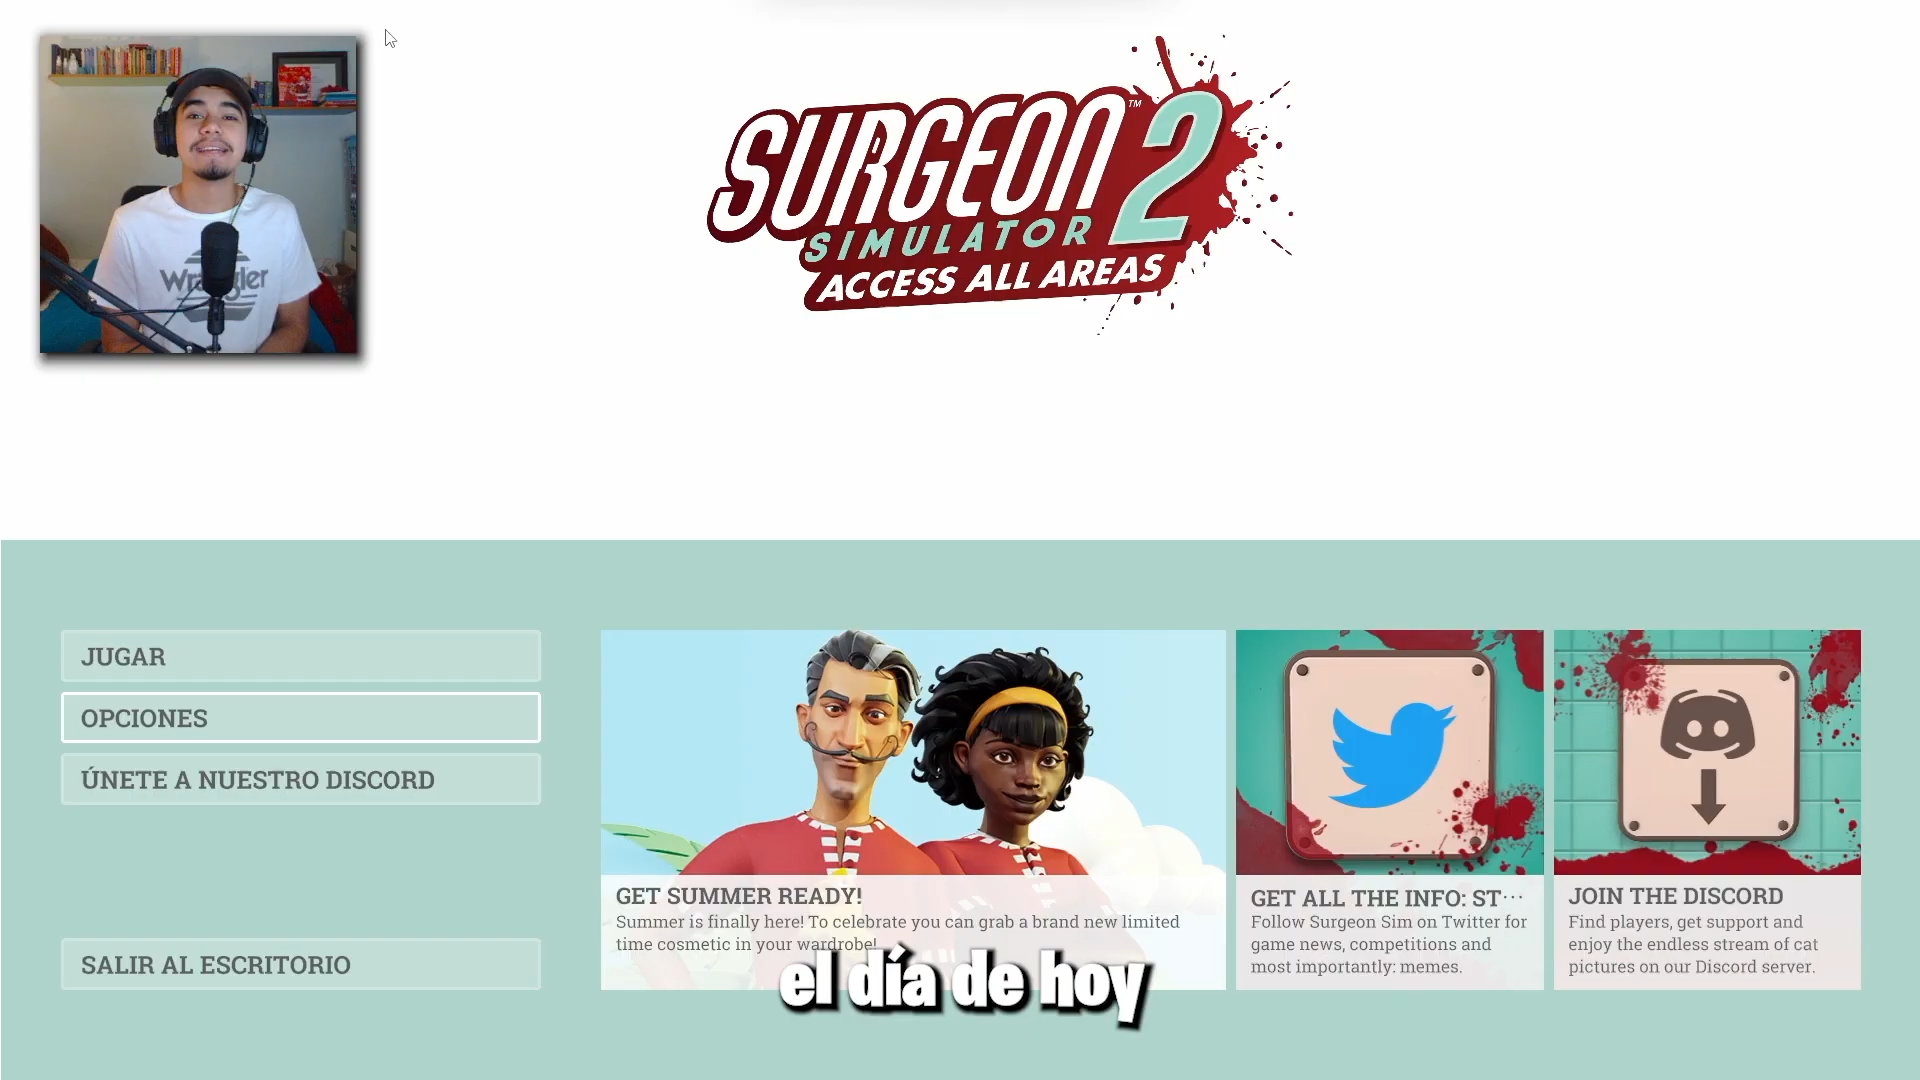 Wrangler
SURGEON 2™
SIMULATOR
ACCESS ALL AREAS
JUGAR
OPCIONES
ÚNETE A NUESTRO DISCORD
SALIR AL ESCRITORIO
GET SUMMER READY!
Summer is finally here! To celebrate you can grab a brand new limited
time cosmetic in your wardrobe!
GET ALL THE INFO: ST···
Follow Surgeon Sim on Twitter for
game news, competitions and
most importantly: memes.
JOIN THE DISCORD
Find players, get support and
enjoy the endless stream of cat
pictures on our Discord server.
el día de hoy